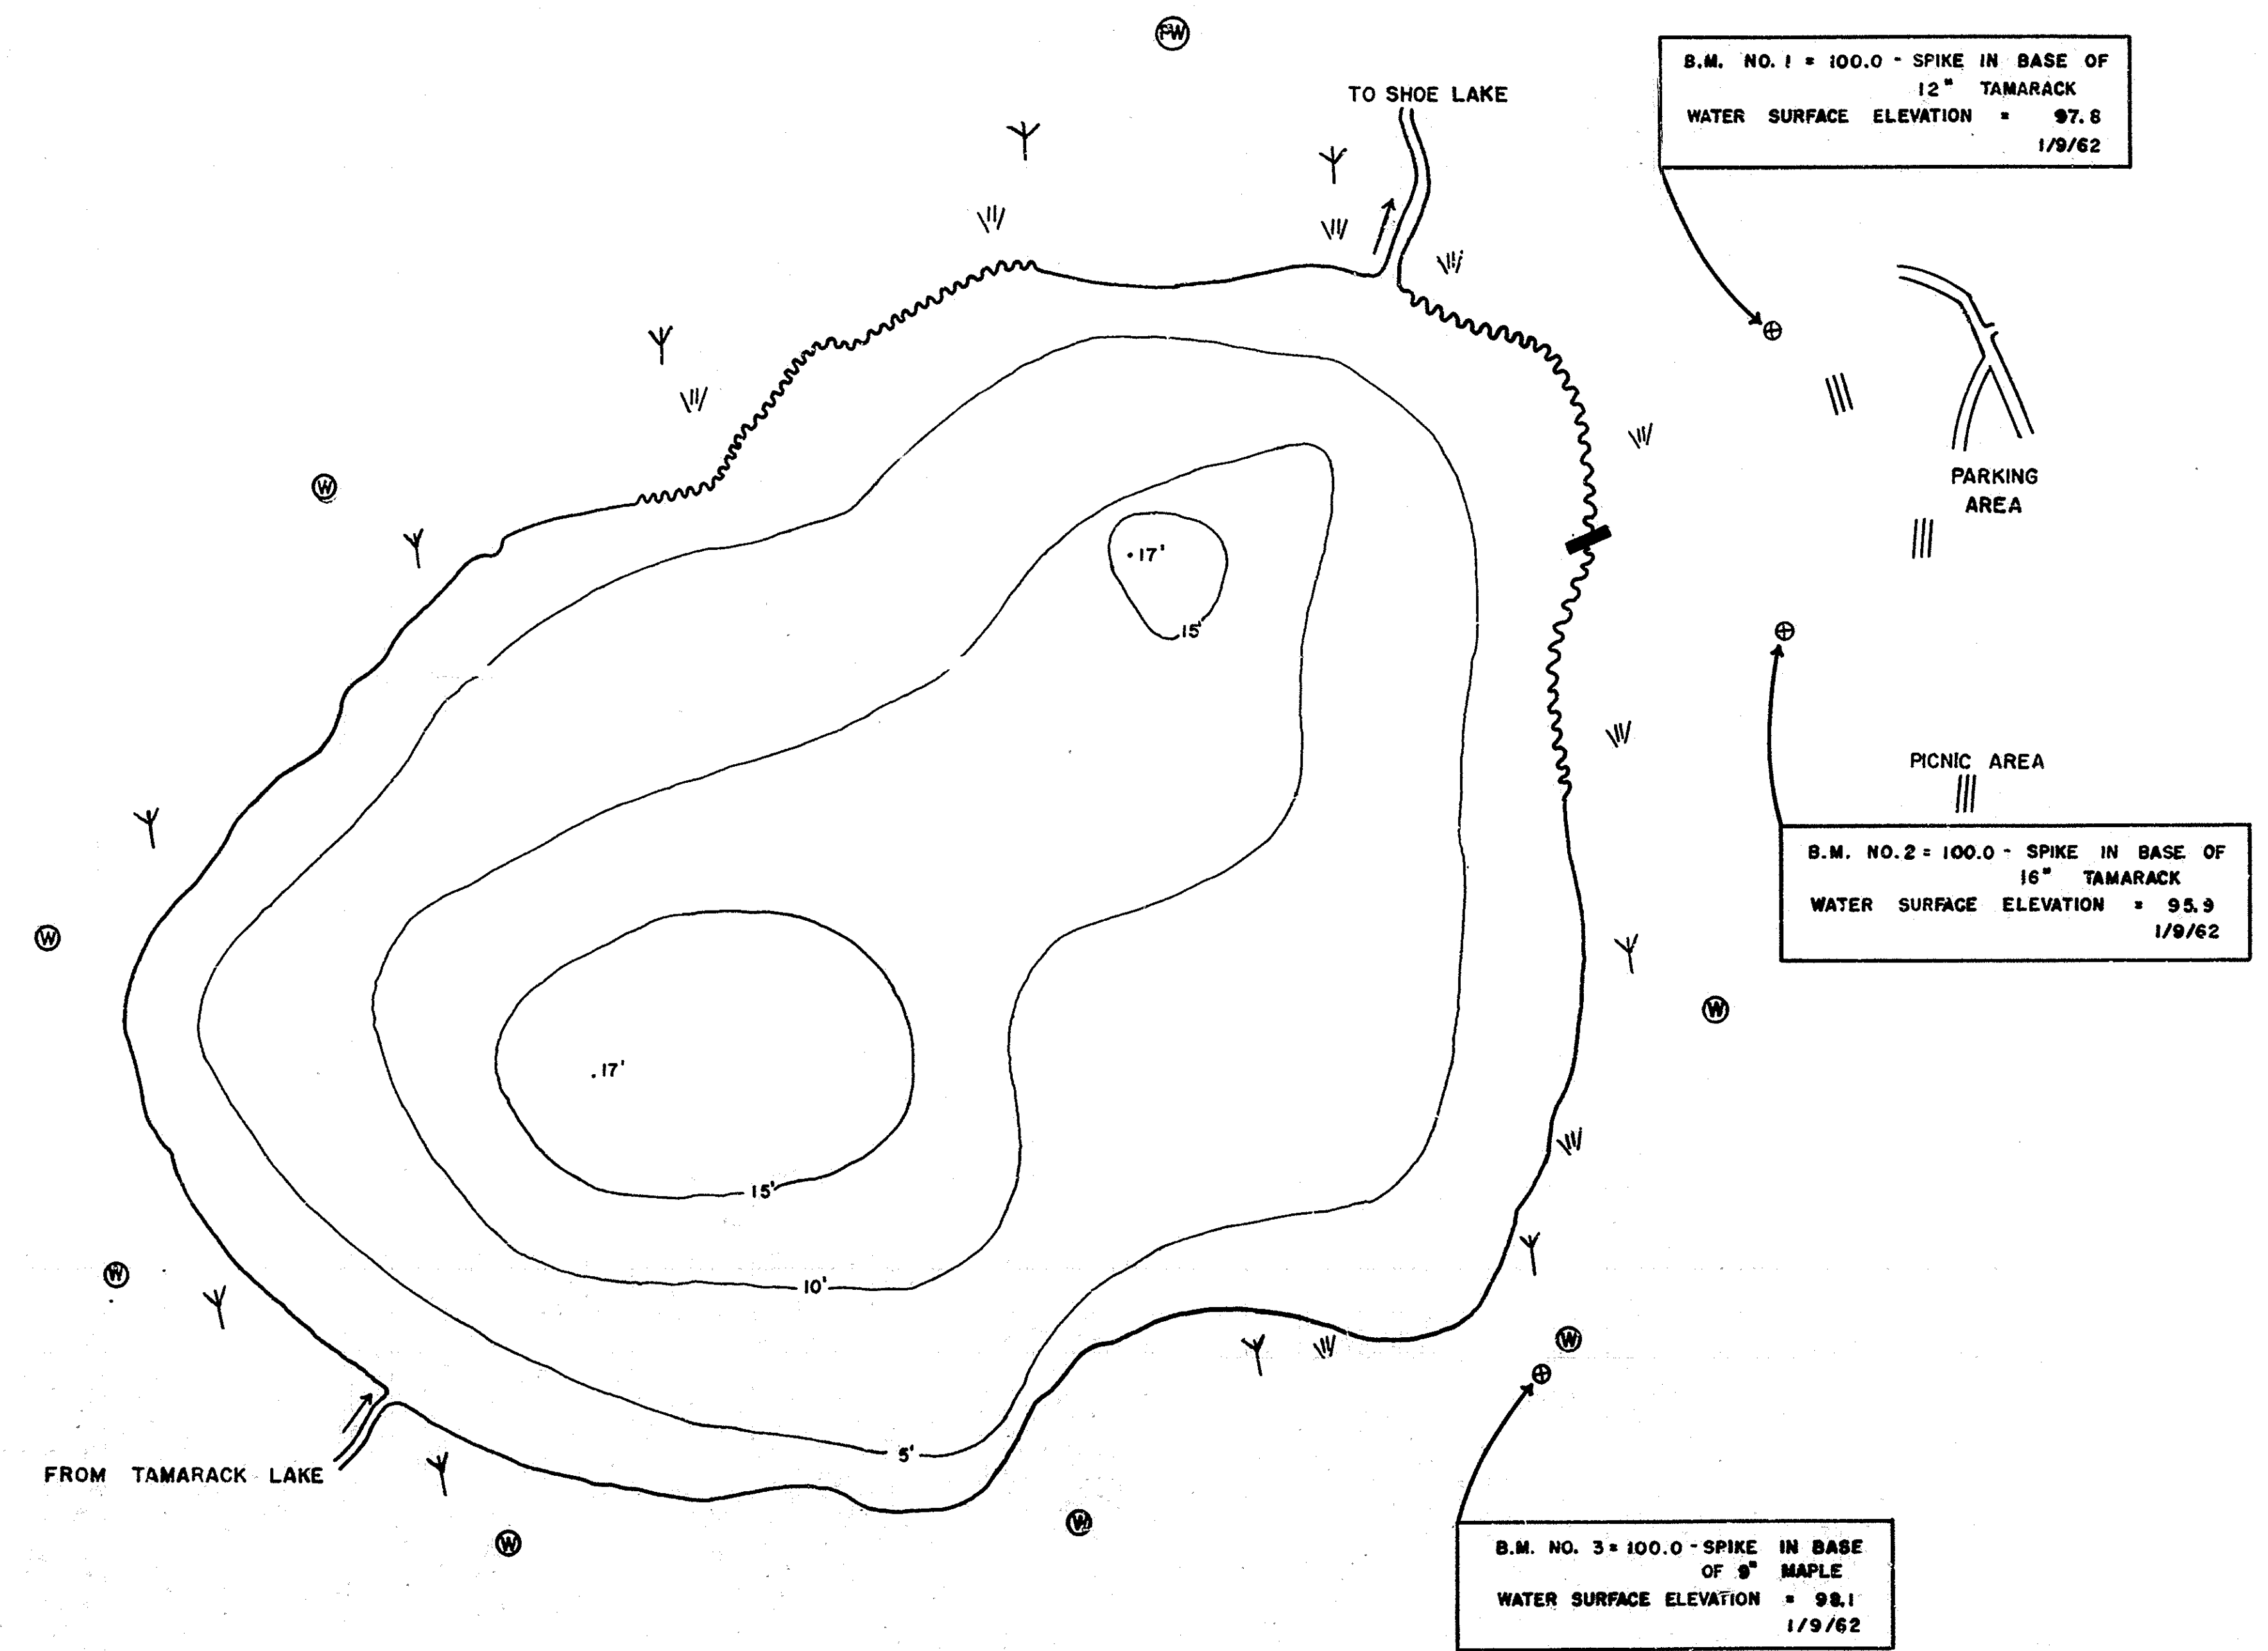 PW
B.M. NO. 1 = 100.0 - SPIKE IN BASE OF
12" TAMARACK
WATER SURFACE ELEVATION = 97.8
1/9/62
TO SHOE LAKE
PARKING
AREA
W
17'
15'
PICNIC AREA
B.M. NO. 2 = 100.0 - SPIKE IN BASE OF
16" TAMARACK
WATER SURFACE ELEVATION = 95.9
1/9/62
W
W
17'
15'
W
10'
W
5'
FROM TAMARACK LAKE
W
W
B.M. NO. 3 = 100.0 - SPIKE IN BASE
OF 9" MAPLE
WATER SURFACE ELEVATION =
1/9/62